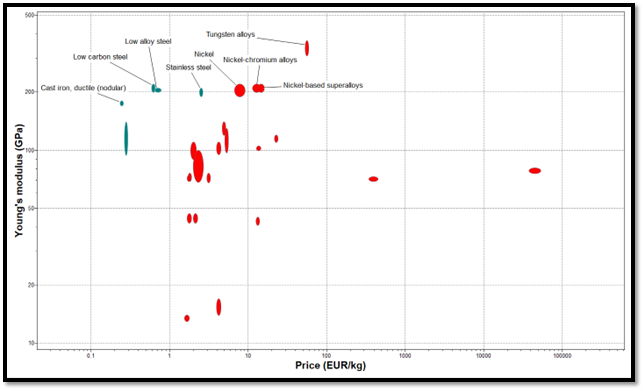 500
Tungsten alloys
Low alloy steel
Nickel
Low carbon steel
Nickel-chromium alloys
Stainless steel
Cast iron, ductile (nodular)
Nickel-based superalloys
200
100
50
20
10
Young's modulus (GPa)
0.1
1
10
100
1000
10000
100000
Price (EUR/kg)